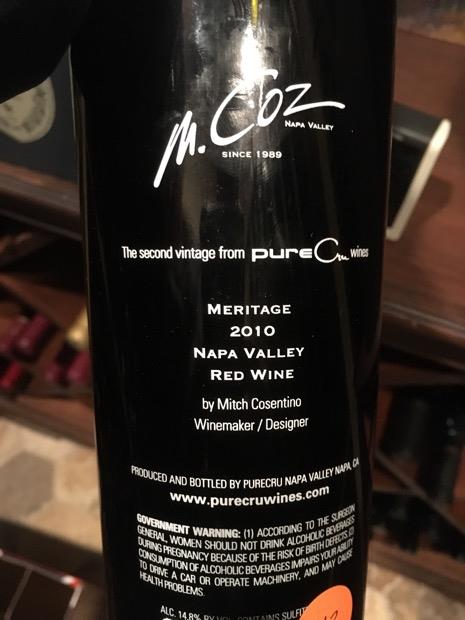 M. Coz
NAPA VALLEY
SINCE 1989
The second vintage from pureCru wines
MERITAGE
2010
NAPA VALLEY
RED WINE
by Mitch Cosentino
Winemaker / Designer
PRODUCED AND BOTTLED BY PURECRU NAPA VALLEY NAPA, CA
www.purecruwines.com
GOVERNMENT WARNING: (1) ACCORDING TO THE SURGEON
GENERAL, WOMEN SHOULD NOT DRINK ALCOHOLIC BEVERAGES
DURING PREGNANCY BECAUSE OF THE RISK OF BIRTH DEFECTS. (2)
CONSUMPTION OF ALCOHOLIC BEVERAGES IMPAIRS YOUR ABILITY
TO DRIVE A CAR OR OPERATE MACHINERY, AND MAY CAUSE
HEALTH PROBLEMS.
ALC. 14.8% BY VOL. CONTAINS